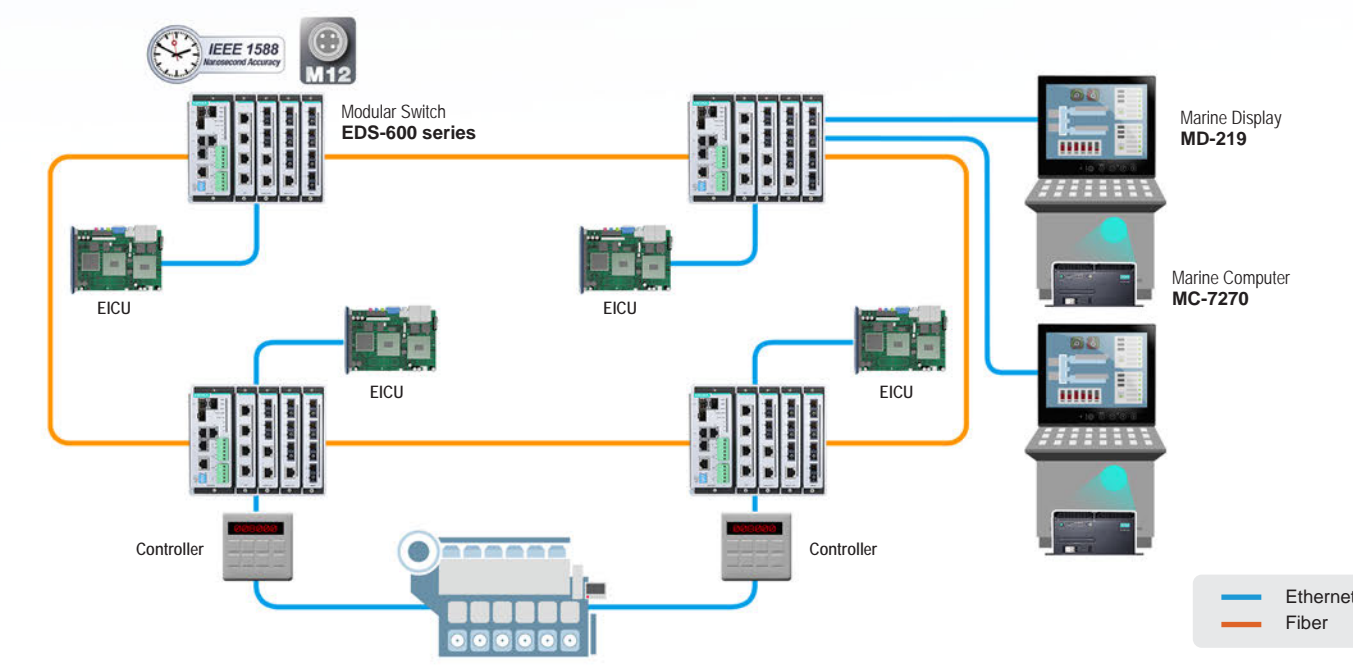 IEEE 1588
Nanosecond Accuracy
M12
Modular Switch
EDS-600 series
Marine Display
MD-219
EICU
EICU
Marine Computer
MC-7270
EICU
EICU
Controller
Controller
Ethernet
Fiber